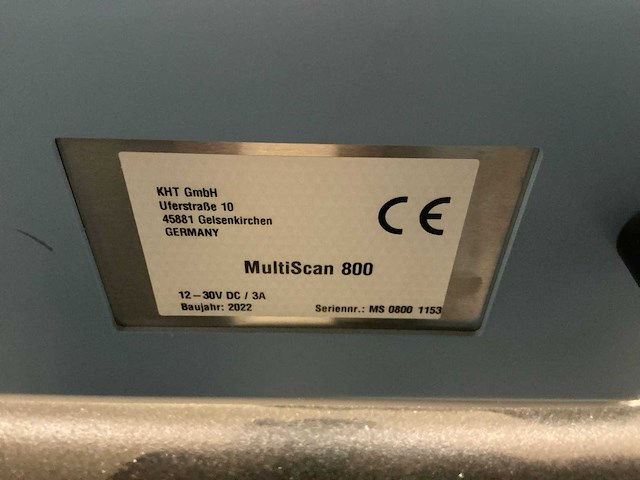 KHT GmbH
Uferstraße 10
45881 Gelsenkirchen
GERMANY
CE
MultiScan 800
12–30V DC / 3A
Baujahr: 2022
Seriennr.: MS 0800 1153